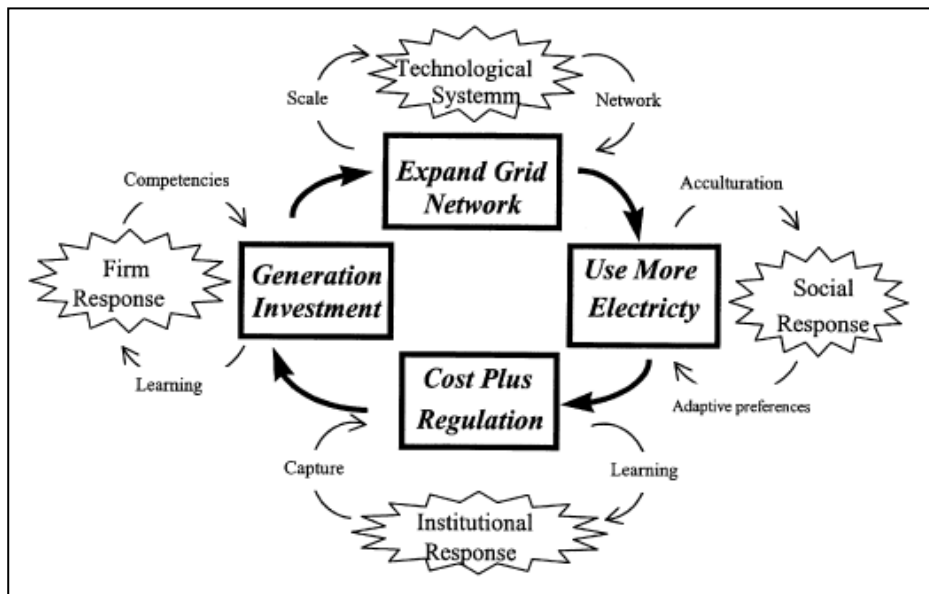 Technological
Systemm
Scale
Network
Expand Grid
Network
Competencies
Acculturation
Firm
Response
Generation
Investment
Use More
Electricty
Social
Response
Learning
Cost Plus
Regulation
Adaptive preferences
Capture
Learning
Institutional
Response